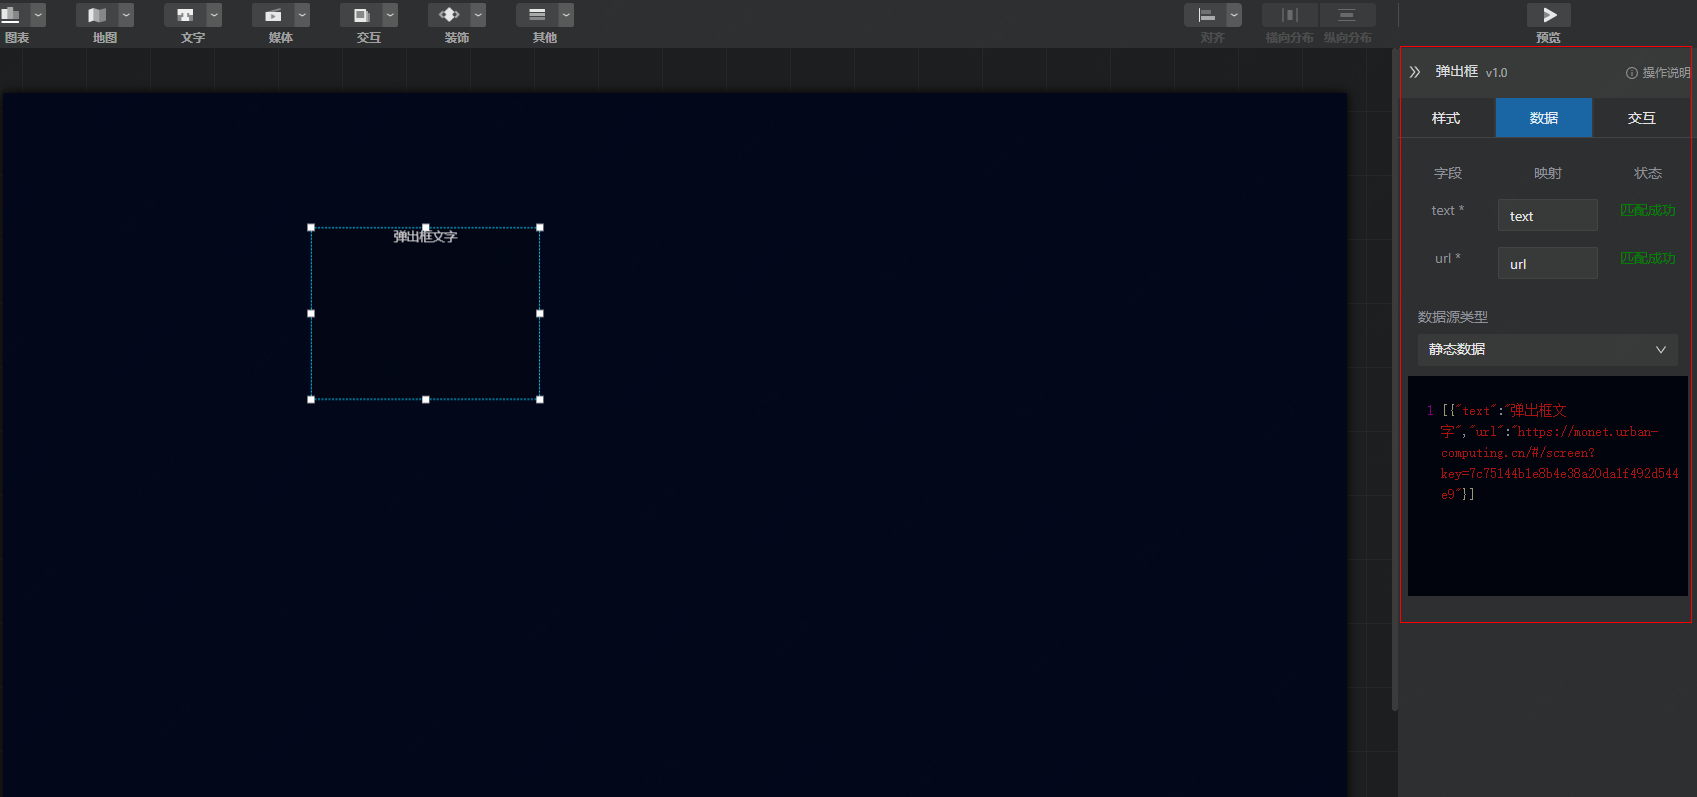 图表
地图
文字
媒体
交互
装饰
其他
对齐
横向分布
纵向分布
预览
弹出框 v1.0
操作说明
样式
数据
交互
字段
映射
状态
text *
text
匹配成功
url *
url
匹配成功
数据源类型
静态数据
1 [{"text":"弹出框文
字","url":"https://monet.urban-
computing.cn/#/screen?
key=7c75144b1e8b4e38a20da1f492d544
e9"}]
弹出框文字